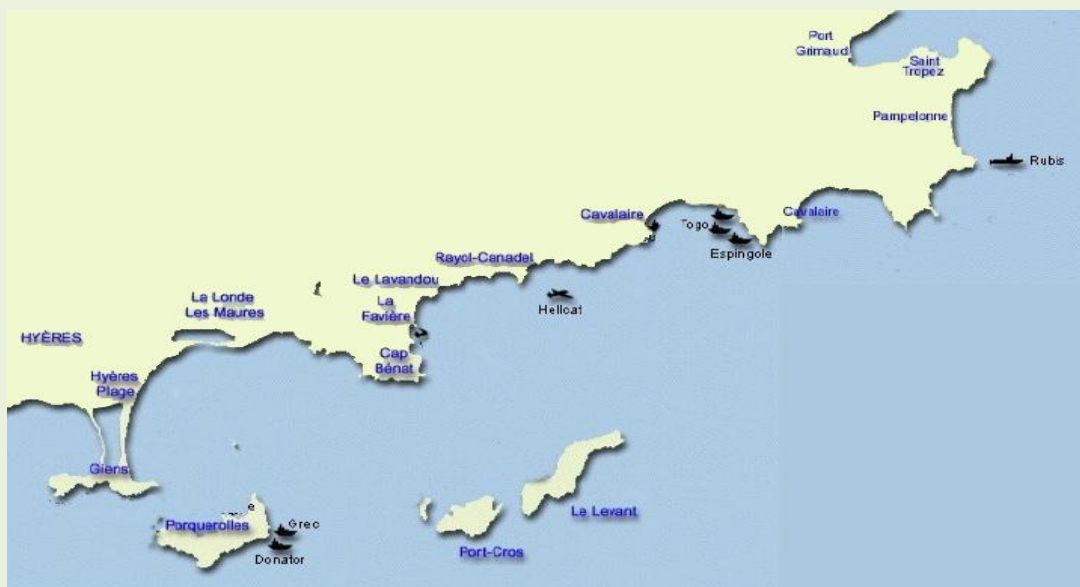 Port
Grimaud
Saint
Tropez
Pampelonne
Rubis
Cavalaire
Togo
Cavalaire
Espingole
Rayol-Canadel
Le Lavandou
Hellcat
La Londe
Les Maures
La
Favière
HYÈRES
Cap
Bénat
Hyères
Plage
Giens
Le Levant
Porquerolles
Grec
Donator
Port-Cros